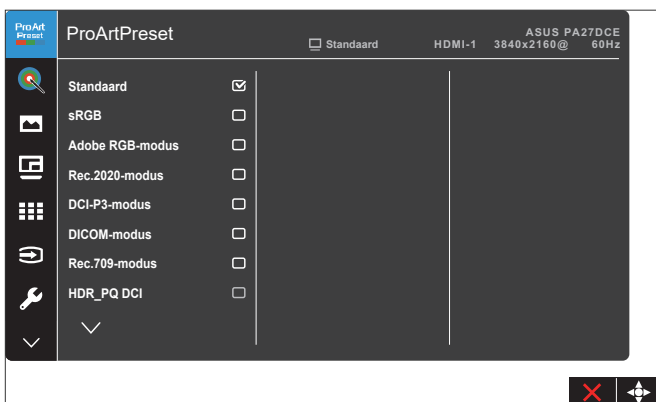 ProArt
Preset
ProArtPreset
Standaard
HDMI-1
ASUS PA27DCE
3840x2160@ 60Hz
Standaard
sRGB
Adobe RGB-modus
Rec.2020-modus
DCI-P3-modus
DICOM-modus
Rec.709-modus
HDR_PQ DCI